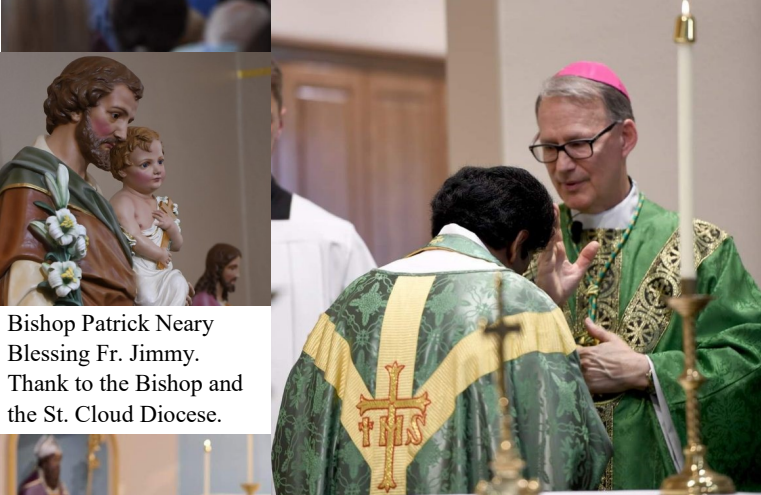 Bishop Patrick Neary
Blessing Fr. Jimmy.
Thank to the Bishop and
the St. Cloud Diocese.
IHS